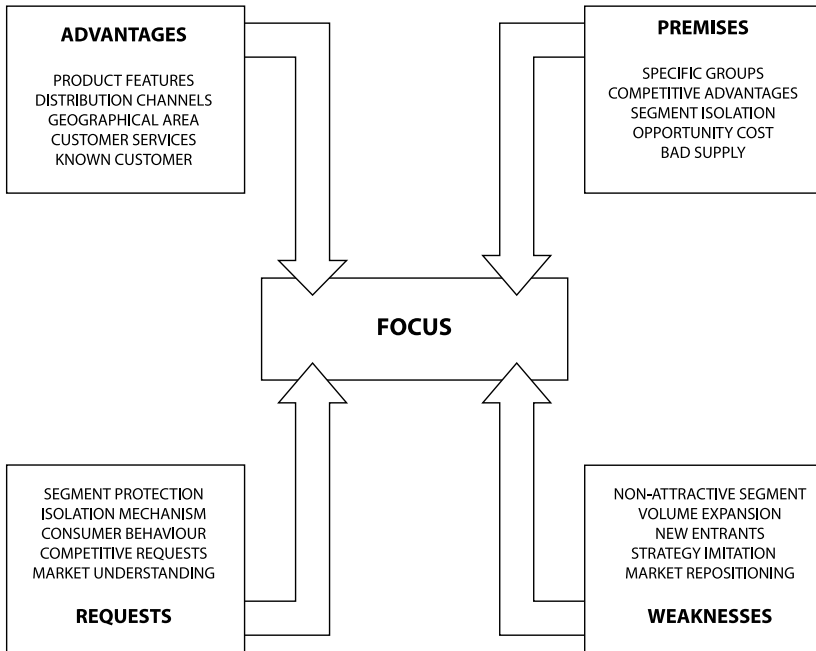 ADVANTAGES
PRODUCT FEATURES
DISTRIBUTION CHANNELS
GEOGRAPHICAL AREA
CUSTOMER SERVICES
KNOWN CUSTOMER
PREMISES
SPECIFIC GROUPS
COMPETITIVE ADVANTAGES
SEGMENT ISOLATION
OPPORTUNITY COST
BAD SUPPLY
FOCUS
SEGMENT PROTECTION
ISOLATION MECHANISM
CONSUMER BEHAVIOUR
COMPETITIVE REQUESTS
MARKET UNDERSTANDING
REQUESTS
NON-ATTRACTIVE SEGMENT
VOLUME EXPANSION
NEW ENTRANTS
STRATEGY IMITATION
MARKET REPOSITIONING
WEAKNESSES